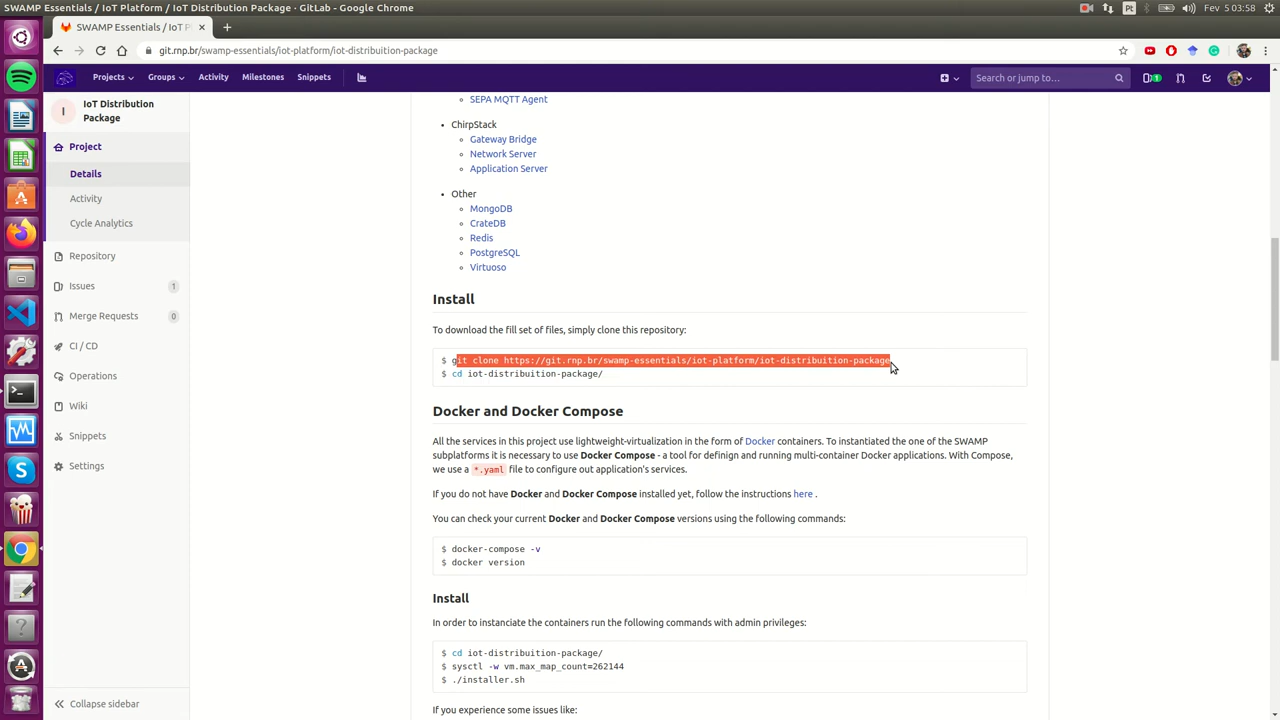 SWAMP Essentials / IoT Platform / IoT Distribution Package · GitLab - Google Chrome
Pt
Fev 5 03:58
SWAMP Essentials / IoT P
git.rnp.br/swamp-essentials/iot-platform/iot-distribuition-package
Projects
Groups
Activity
Milestones
Snippets
Search or jump to…
1
I
IoT Distribution
Package
Project
Details
Activity
Cycle Analytics
Repository
Issues
1
Merge Requests
0
CI / CD
Operations
Wiki
Snippets
Settings
Collapse sidebar
SEPA MQTT Agent
ChirpStack
Gateway Bridge
Network Server
Application Server
Other
MongoDB
CrateDB
Redis
PostgreSQL
Virtuoso
Install
To download the fill set of files, simply clone this repository:
$ git clone https://git.rnp.br/swamp-essentials/iot-platform/iot-distribuition-package
$ cd iot-distribuition-package/
Docker and Docker Compose
All the services in this project use lightweight-virtualization in the form of Docker containers. To instantiated the one of the SWAMP
subplatforms it is necessary to use Docker Compose - a tool for definign and running multi-container Docker applications. With Compose,
we use a *.yaml file to configure out application's services.
If you do not have Docker and Docker Compose installed yet, follow the instructions here .
You can check your current Docker and Docker Compose versions using the following commands:
$ docker-compose -v
$ docker version
Install
In order to instanciate the containers run the following commands with admin privileges:
$ cd iot-distribuition-package/
$ sysctl -w vm.max_map_count=262144
$ ./installer.sh
If you experience some issues like: